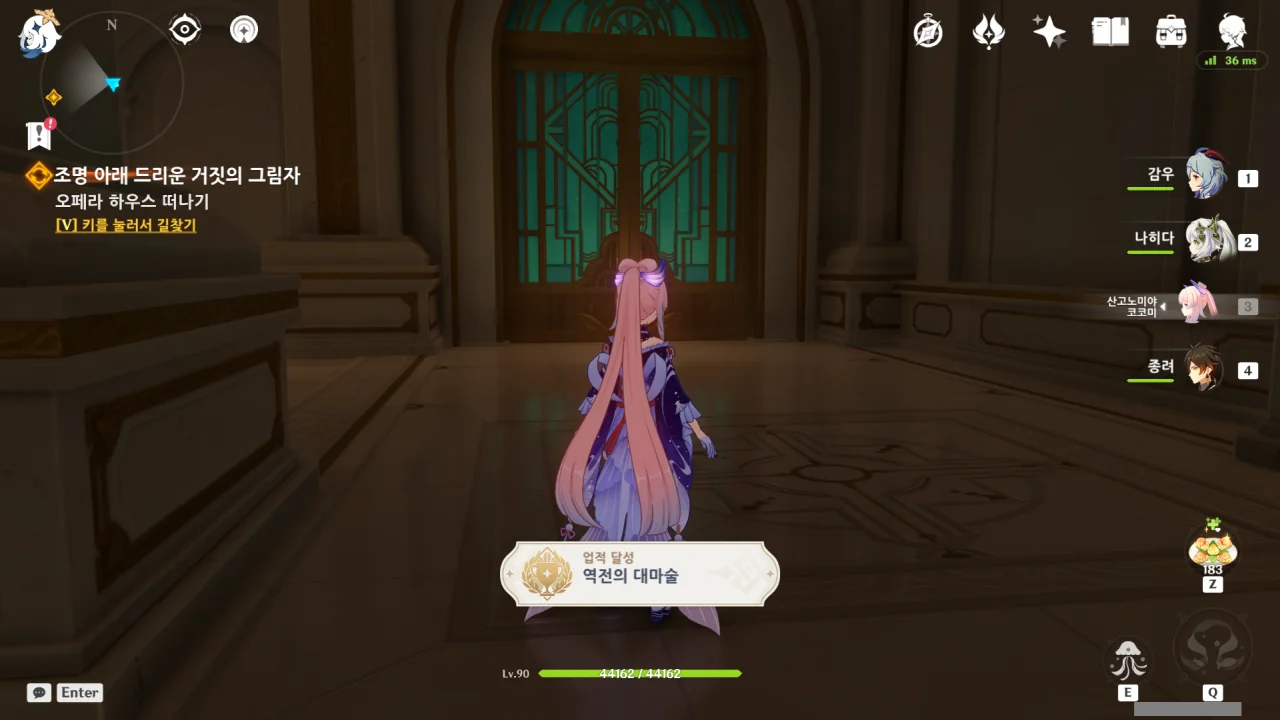 N
36 ms
조명 아래 드리운 거짓의 그림자
오페라 하우스 떠나기
[V] 키를 눌러서 길찾기
감우
1
나히다
2
산고노미야
코코미
3
종려
4
업적 달성
역전의 대마술
183
Z
Lv.90
44162 / 44162
Enter
E
Q